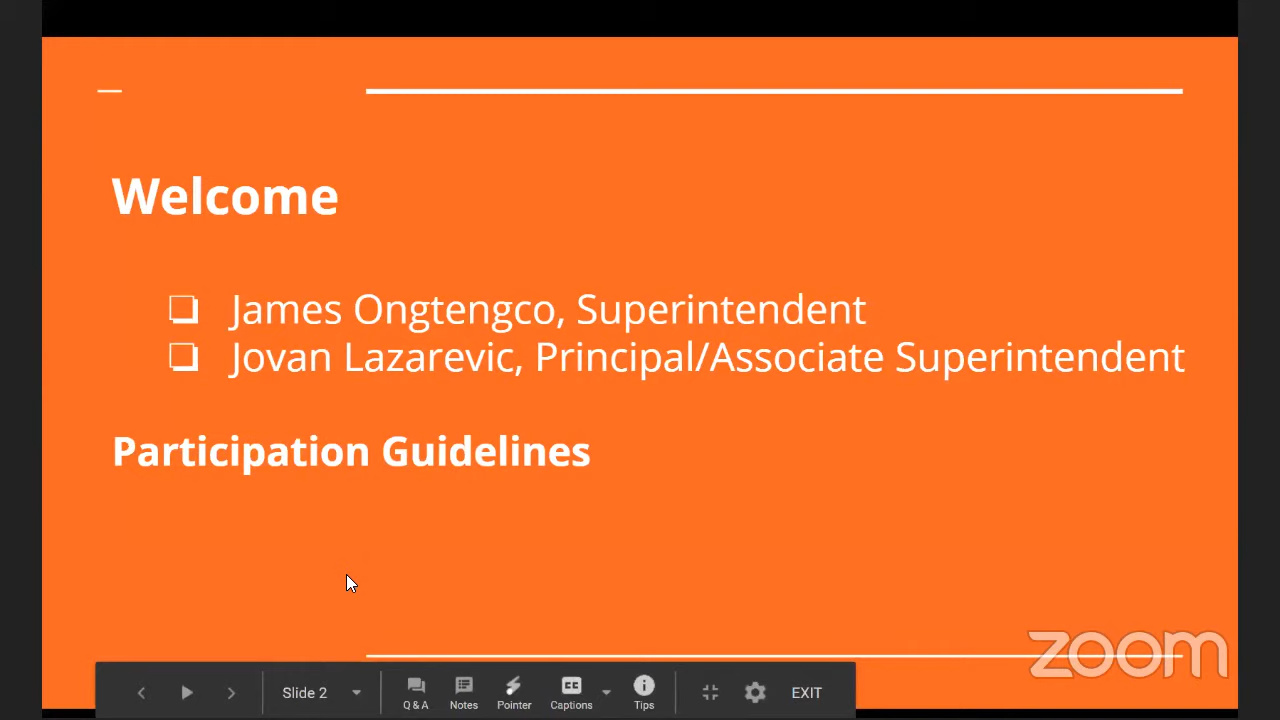 Welcome
James Ongtengco, Superintendent
Jovan Lazarevic, Principal/Associate Superintendent
Participation Guidelines
zoom
Slide 2
Q & A
Notes
Pointer
CC
Captions
Tips
EXIT